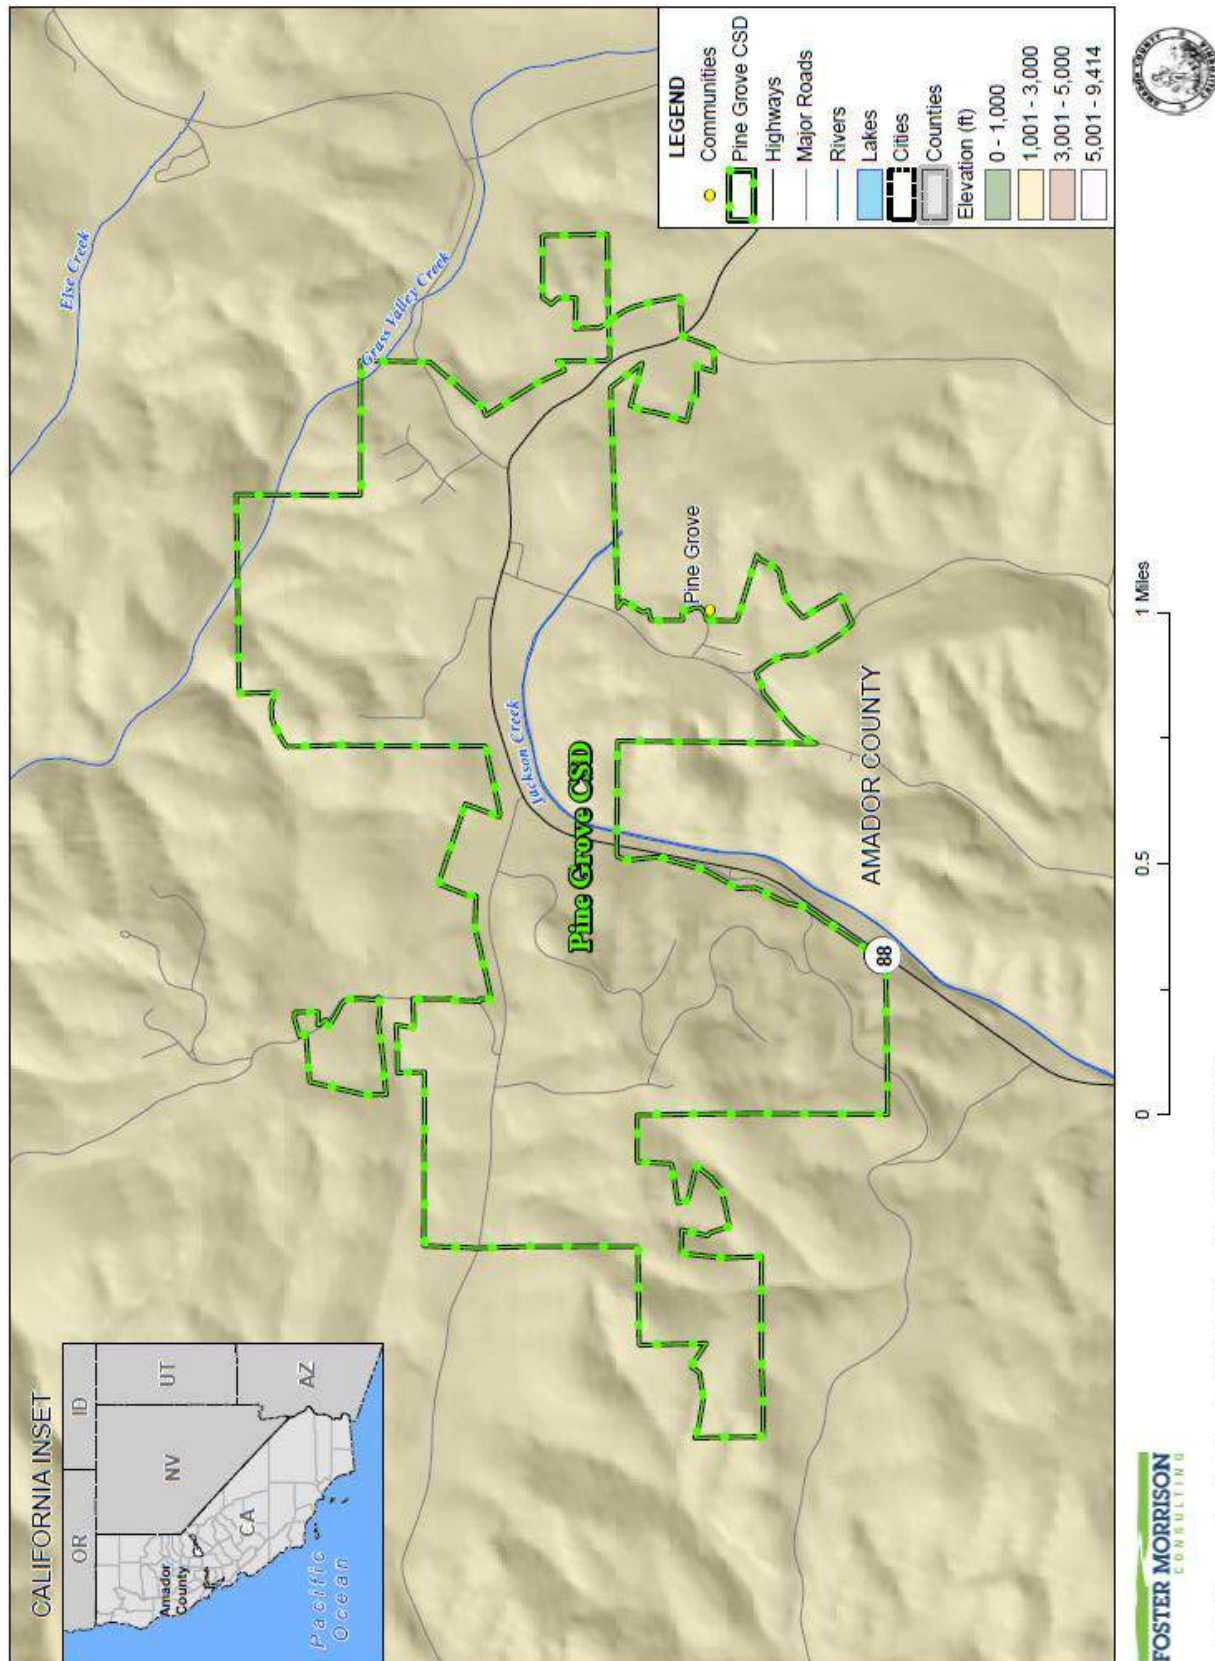 CALIFORNIA INSET
OR
ID
NV
UT
CA
AZ
Amador
County
Pacific
Ocean
Else Creek
Grass Valley Creek
Jackson Creek
Pine Grove CSD
Pine Grove
88
AMADOR COUNTY
LEGEND
Communities
Pine Grove CSD
Highways
Major Roads
Rivers
Lakes
Cities
Counties
Elevation (ft)
0 - 1,000
1,001 - 3,000
3,001 - 5,000
5,001 - 9,414
0
0.5
1 Miles
FOSTER MORRISON
CONSULTING